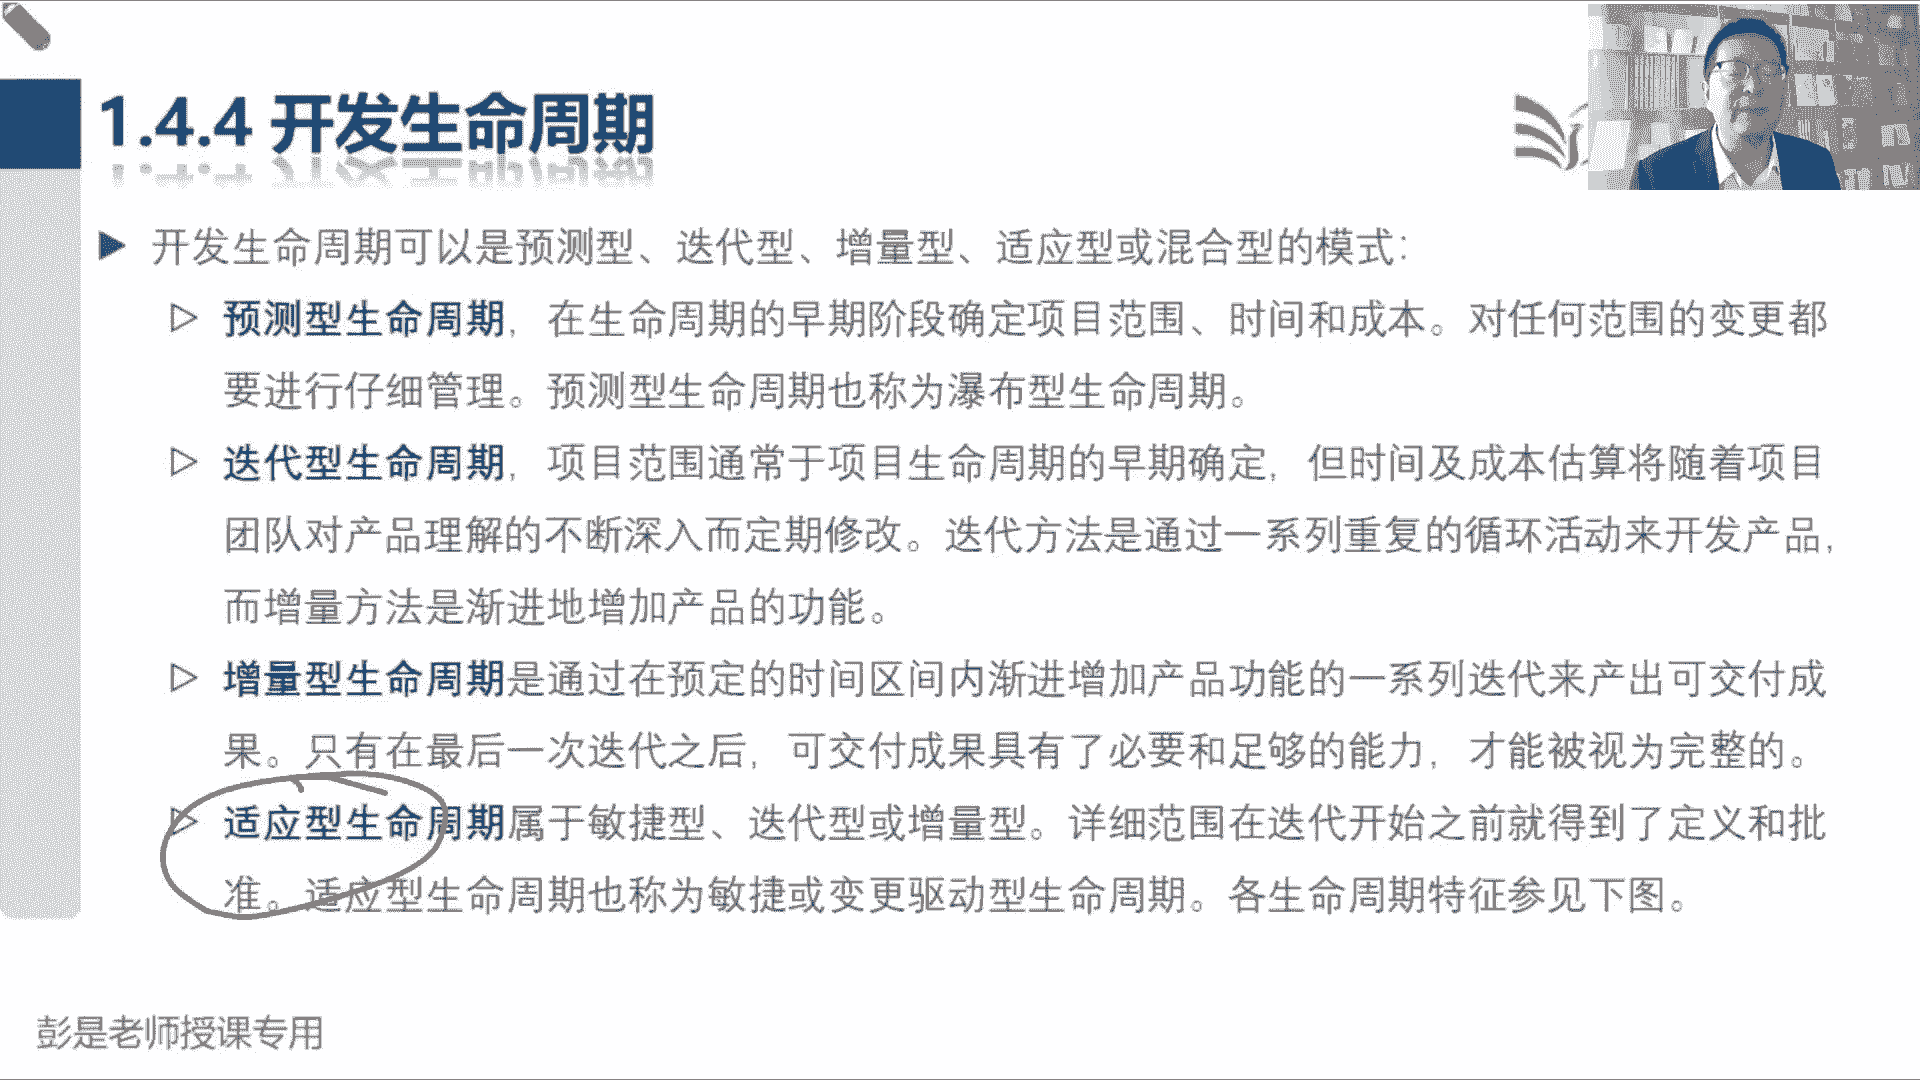 1.4.4 开发生命周期
开发生命周期可以是预测型、迭代型、增量型、适应型或混合型的模式：
预测型生命周期，在生命周期的早期阶段确定项目范围、时间和成本。对任何范围的变更都
要进行仔细管理。预测型生命周期也称为瀑布型生命周期。
迭代型生命周期，项目范围通常于项目生命周期的早期确定，但时间及成本估算将随着项目
团队对产品理解的不断深入而定期修改。迭代方法是通过一系列重复的循环活动来开发产品，
而增量方法是渐进地增加产品的功能。
增量型生命周期是通过在预定的时间区间内渐进增加产品功能的一系列迭代来产出可交付成
果。只有在最后一次迭代之后，可交付成果具有了必要和足够的能力，才能被视为完整的。
适应型生命周期属于敏捷型、迭代型或增量型。详细范围在迭代开始之前就得到了定义和批
准。适应型生命周期也称为敏捷或变更驱动型生命周期。各生命周期特征参见下图。
彭是老师授课专用